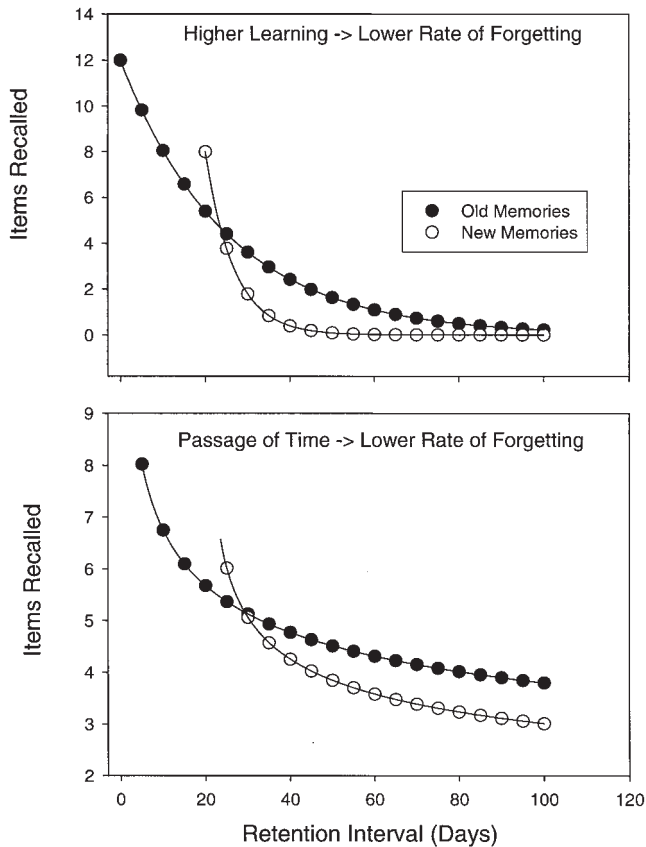 Higher Learning -> Lower Rate of Forgetting
Items Recalled
14
12
10
8
6
4
2
0
Old Memories
New Memories
Passage of Time -> Lower Rate of Forgetting
Items Recalled
9
8
7
6
5
4
3
2
0 20 40 60 80 100 120
Retention Interval (Days)